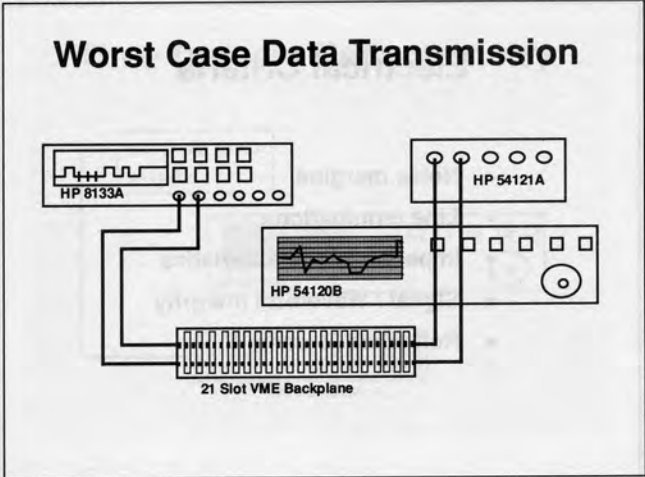 Worst Case Data Transmission
HP 8133A
HP 54121A
HP 54120B
21 Slot VME Backplane